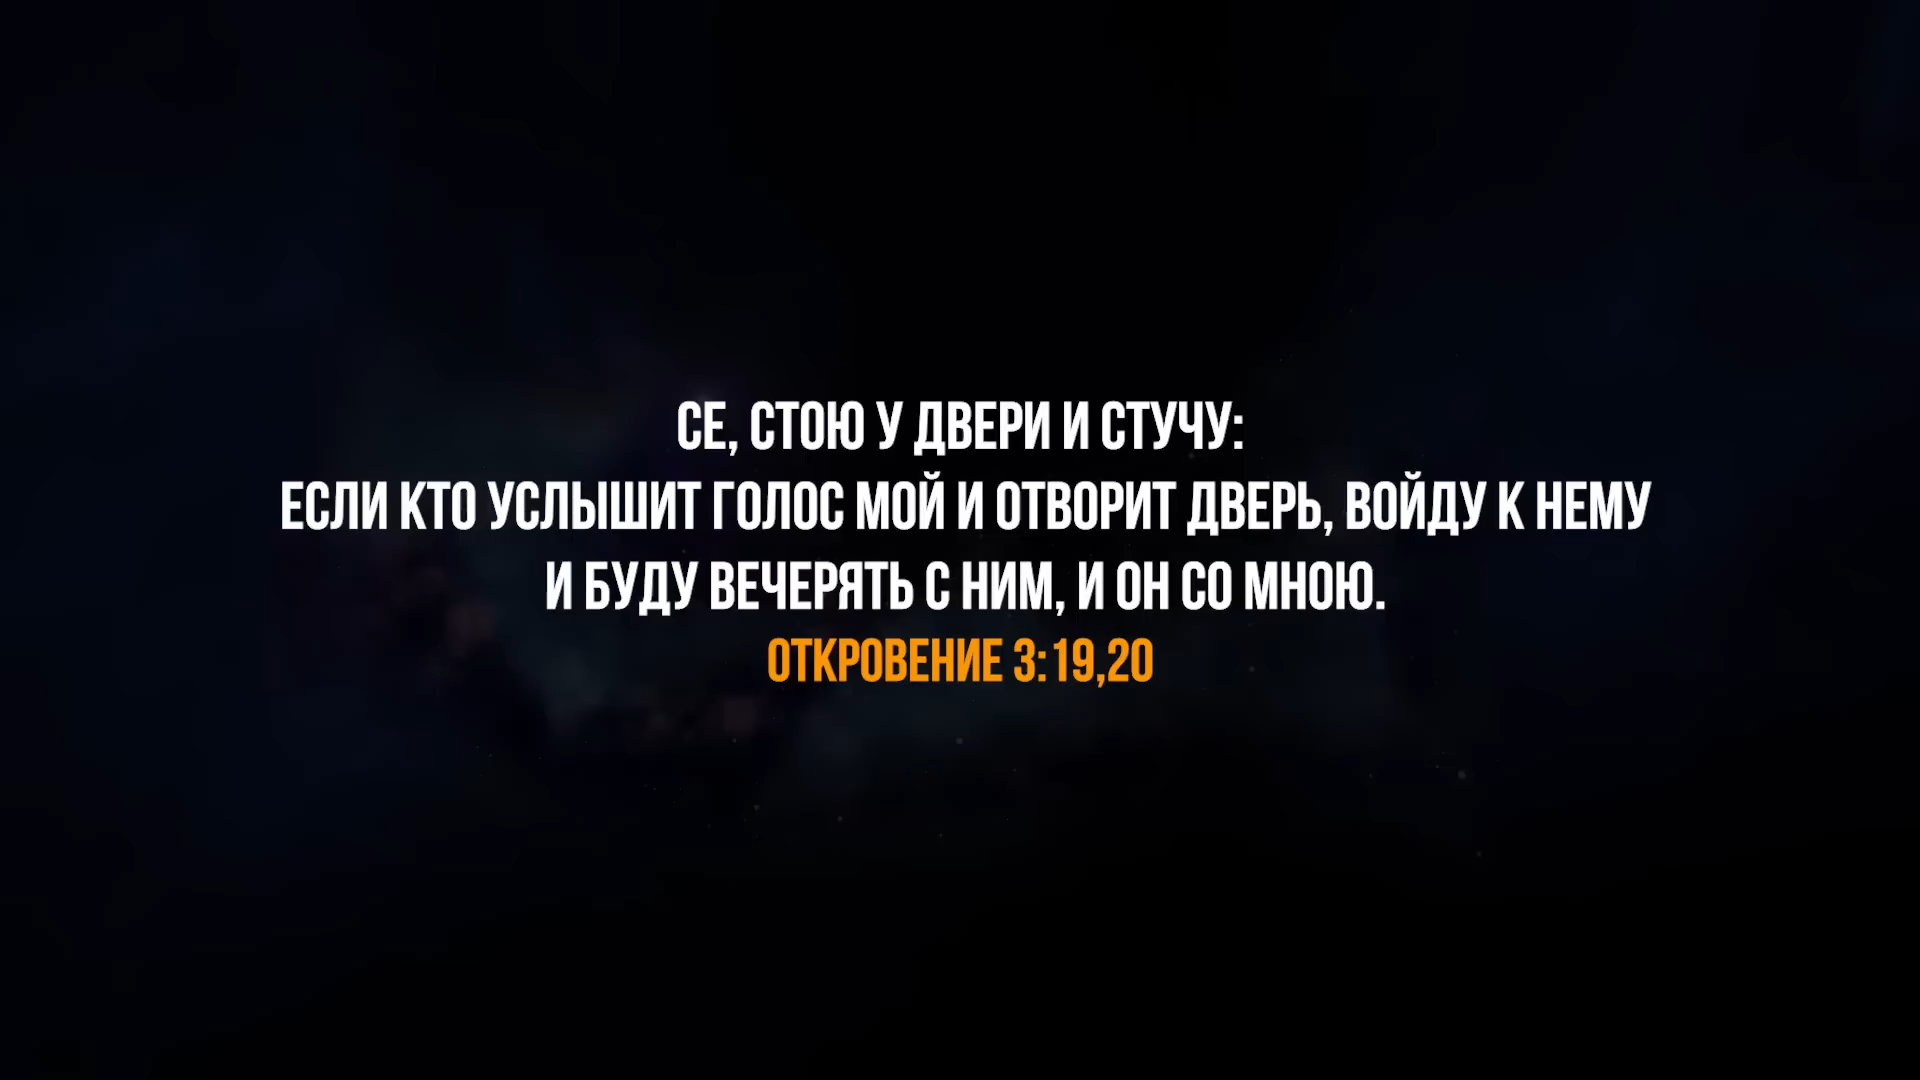 СЕ, СТОЮ У ДВЕРИ И СТУЧУ:
ЕСЛИ КТО УСЛЫШИТ ГОЛОС МОЙ И ОТВОРИТ ДВЕРЬ, ВОЙДУ К НЕМУ
И БУДУ ВЕЧЕРЯТЬ С НИМ, И ОН СО МНОЮ.
ОТКРОВЕНИЕ 3:19,20